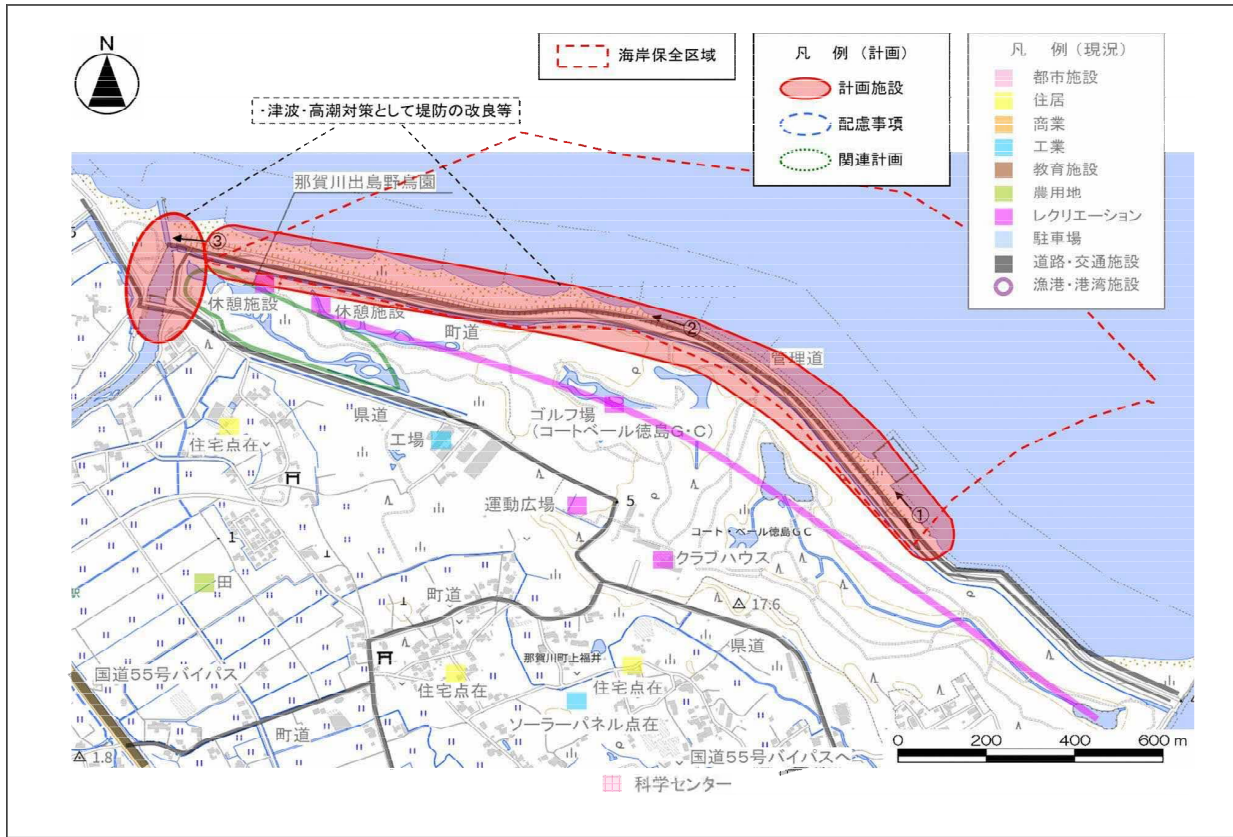 N
海岸保全区域
凡 例（計画）
計画施設
配慮事項
関連計画
凡 例（現況）
都市施設
住居
商業
工業
教育施設
農用地
レクリエーション
駐車場
道路・交通施設
漁港・港湾施設
・津波・高潮対策として堤防の改良等
那賀川出島野鳥園
③
休憩施設
休憩施設
町道
②
管理道
県道
工場
住宅点在
ゴルフ場
（コートベール徳島G・C）
運動広場
5
①
コート・ベール徳島GC
クラブハウス
1
田
町道
17.6
県道
那賀川町上福井
国道55号バイパス
住宅点在
住宅点在
ソーラーパネル点在
町道
1.8
国道55号バイパスへ
0 200 400 600 m
科学センター